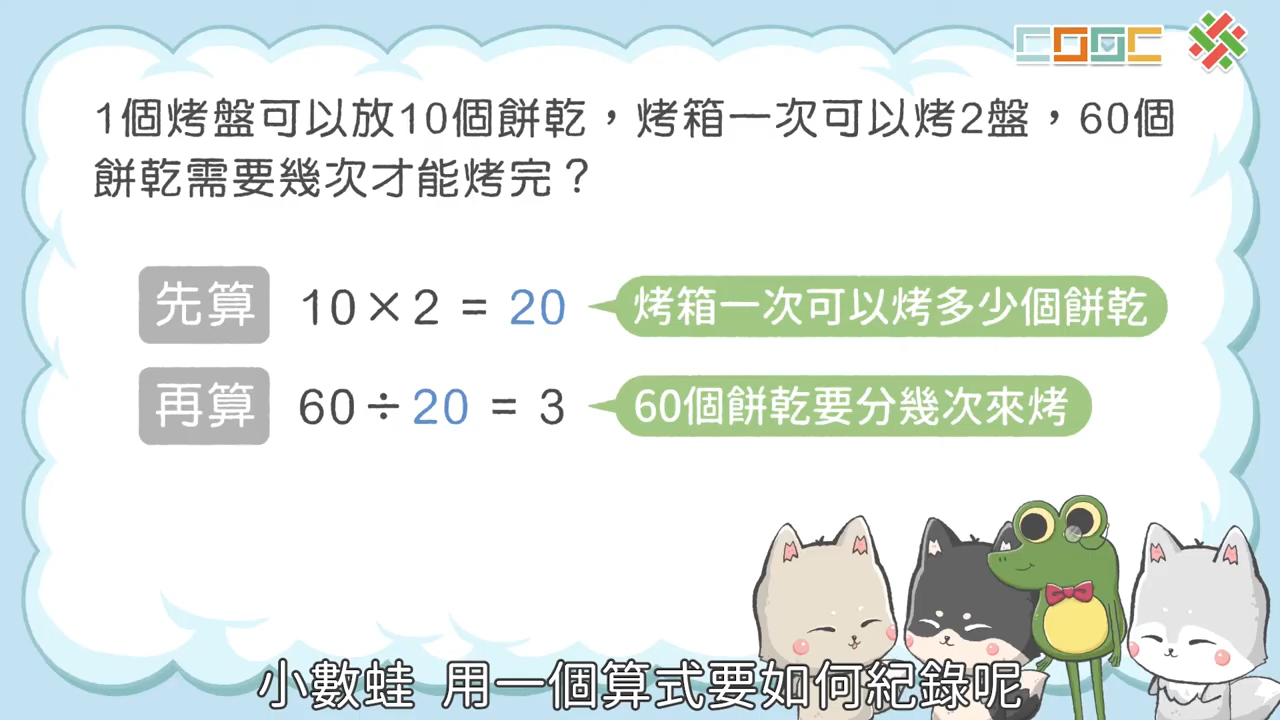 COOC
1個烤盤可以放10個餅乾，烤箱一次可以烤2盤，60個
餅乾需要幾次才能烤完？
先算 10×2 = 20 烤箱一次可以烤多少個餅乾
再算 60÷20 = 3 60個餅乾要分幾次來烤
小數蛙 用一個算式要如何紀錄呢